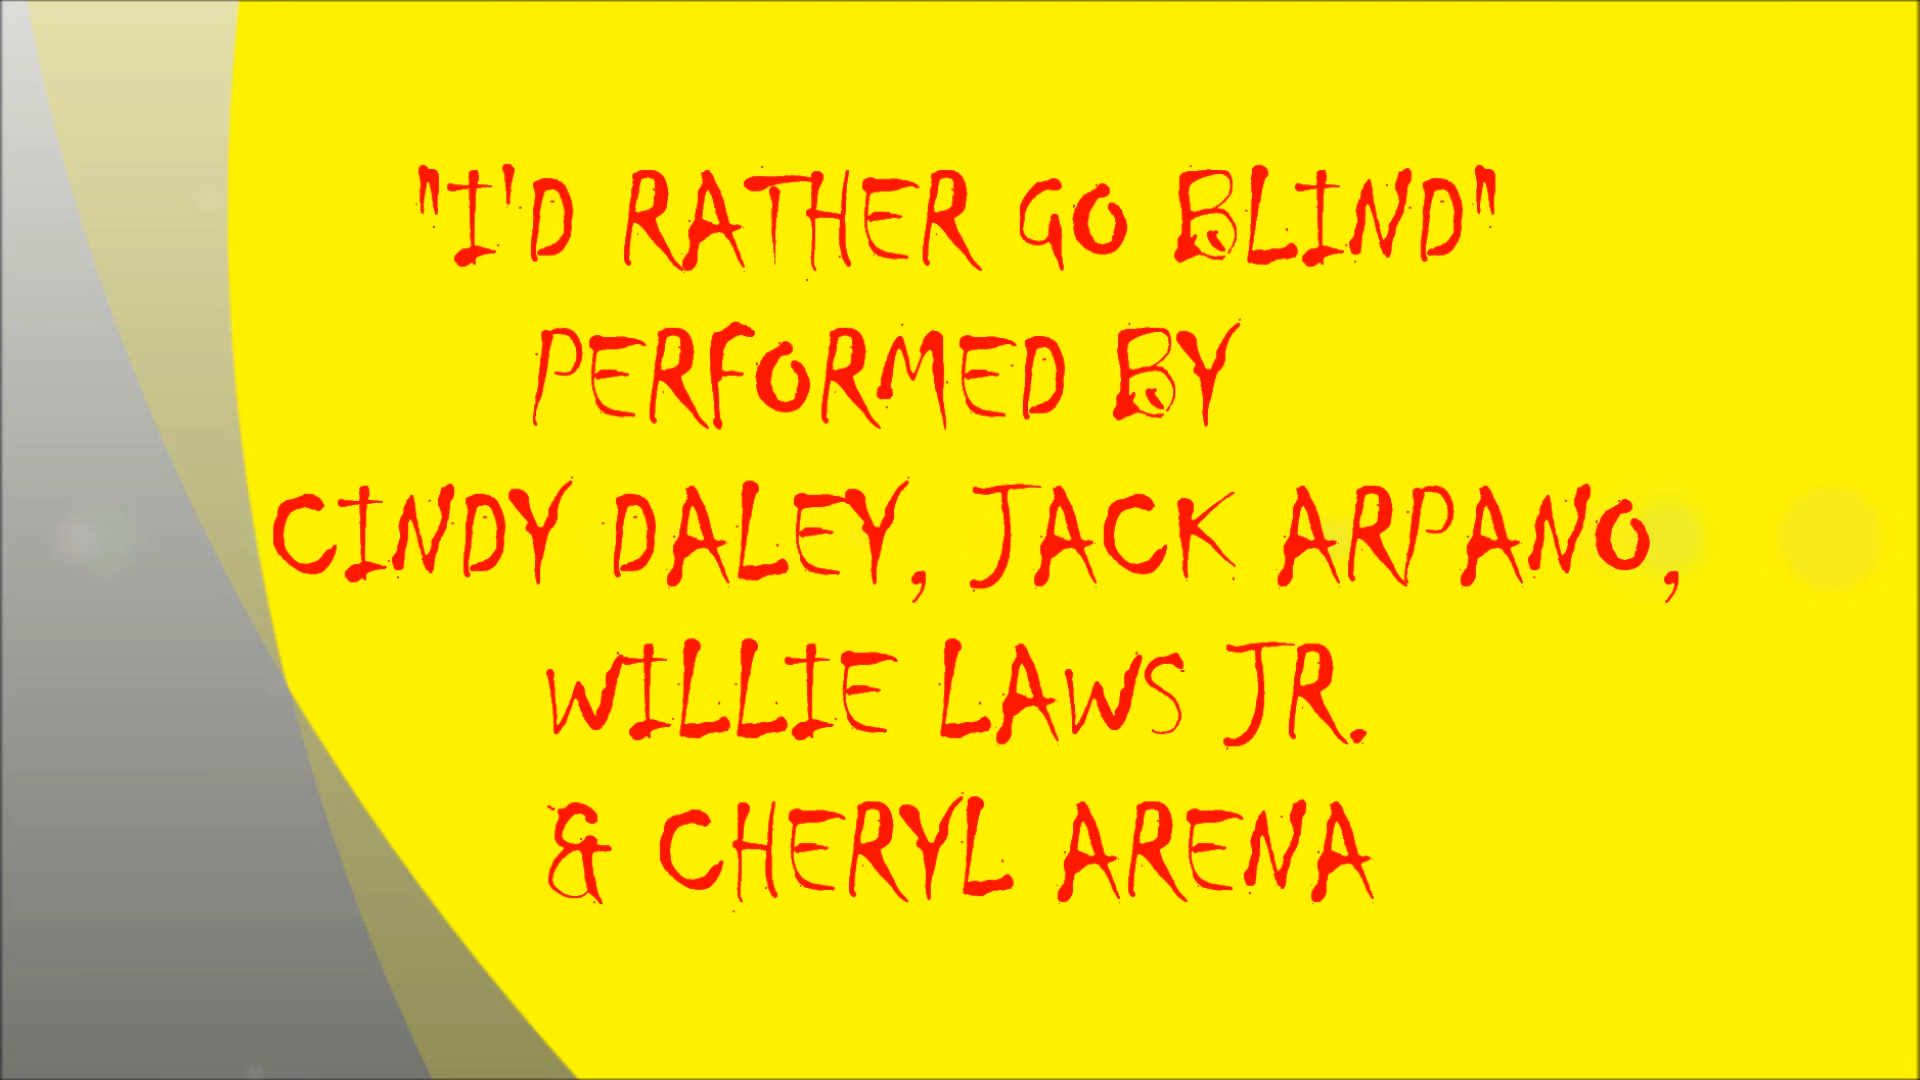 "I'D RATHER GO BLIND"
PERFORMED BY
CINDY DALEY, JACK ARPANO,
WILLIE LAWS JR.
& CHERYL ARENA